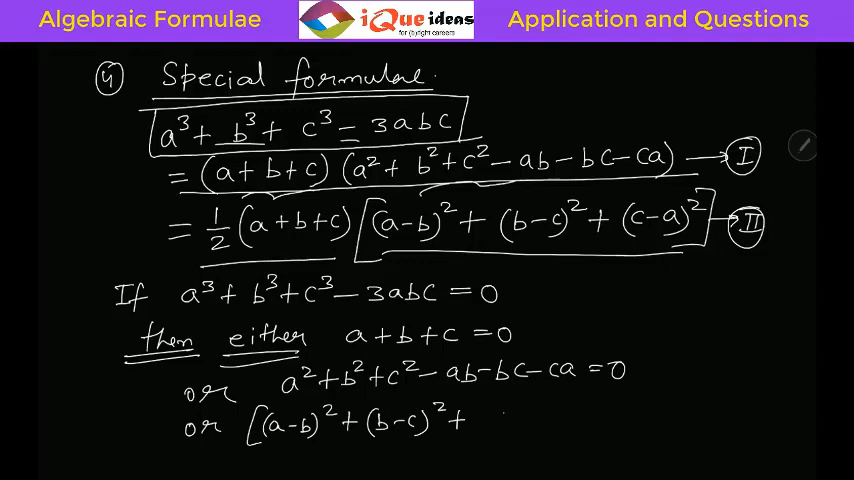 Algebraic Formulae
iQue ideas
for (b)right careers
Application and Questions
4 Special formulae.
a³ + b³ + c³ = 3abc
= (a+b+c) (a² + b² + c² - ab - bc - ca) → I
= 1/2 (a+b+c) [(a-b)² + (b-c)² + (c-a)²] → II
If a³ + b³ + c³ - 3abc = 0
then either a+b+c = 0
or a² + b² + c² - ab - bc - ca = 0
or [(a-b)² + (b-c)² +